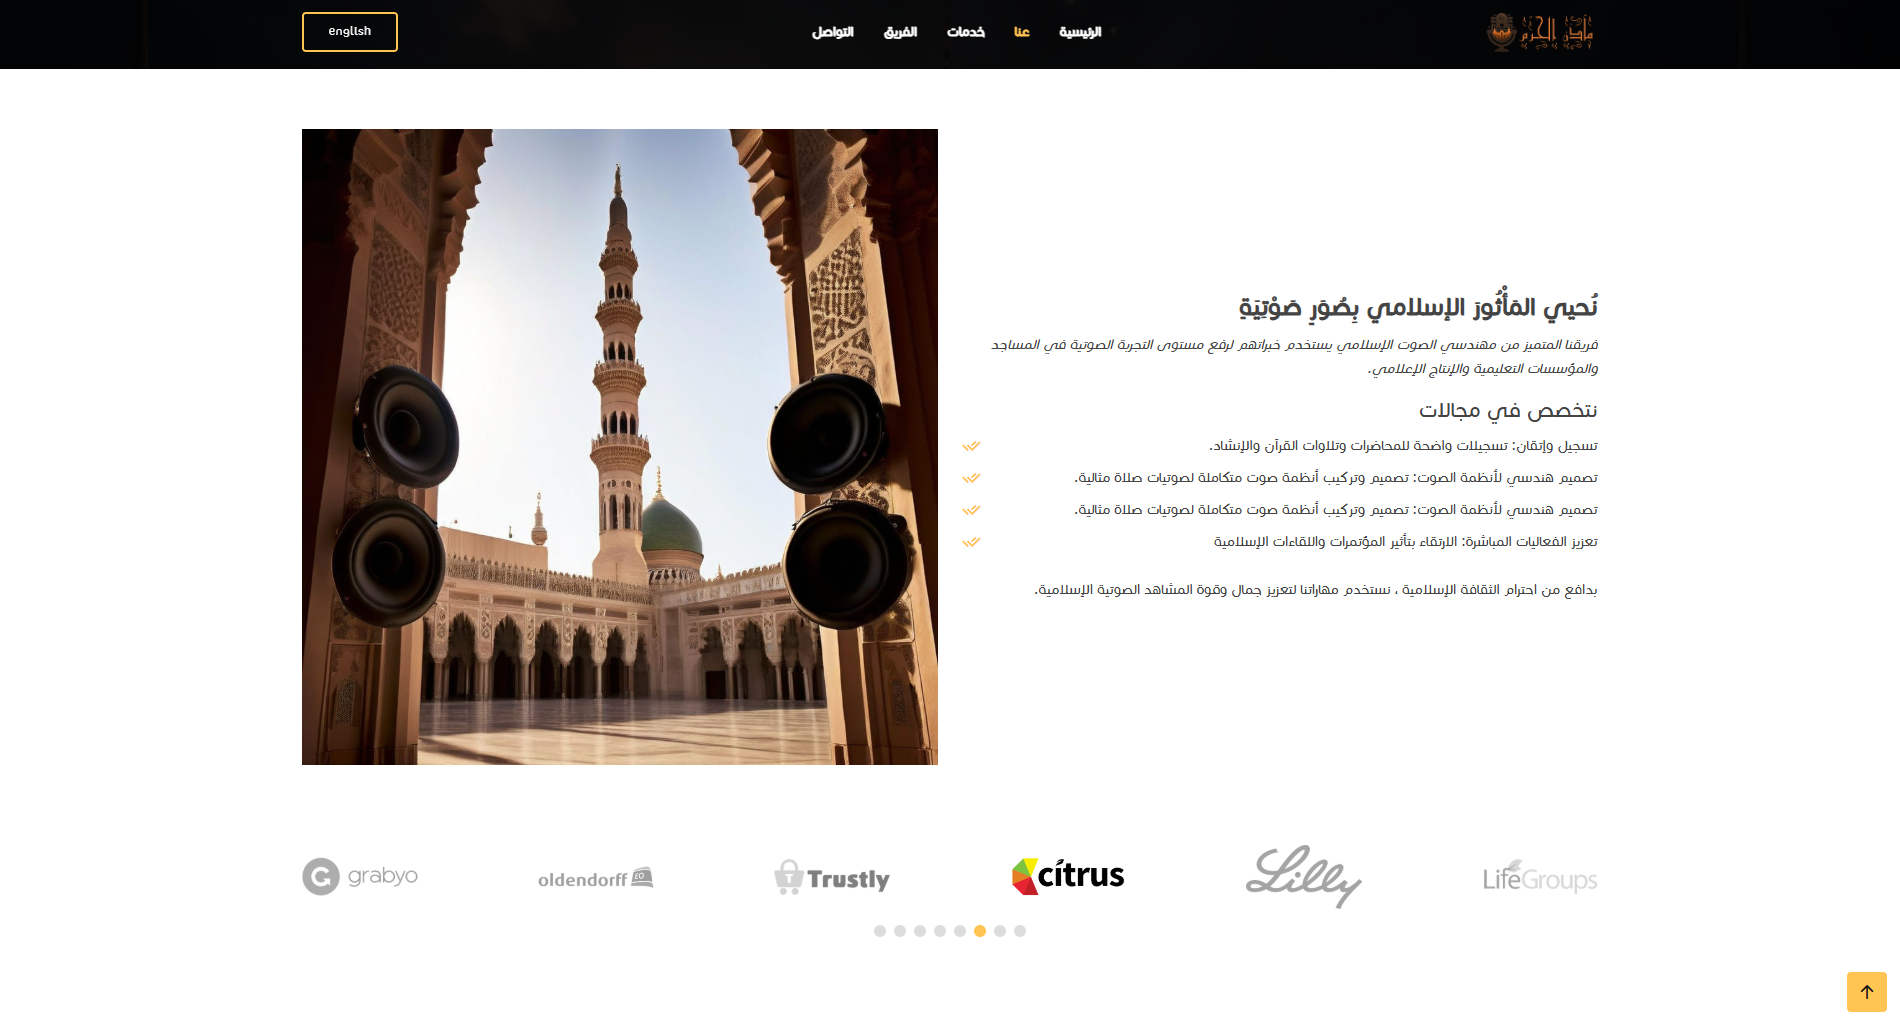 مآذن الحرم
الرئيسية
عنا
خدمات
الفريق
التواصل
english
نُحيي المَأْثُورَ الإسلامي بِصُوَرٍ صَوْتِيَةِ
فريقنا المتميز من مهندسي الصوت الإسلامي يستخدم خبراتهم لرفع مستوى التجربة الصوتية في المساجد
والمؤسسات التعليمية والإنتاج الإعلامي.
نتخصص في مجالات
تسجيل وإتقان: تسجيلات واضحة للمحاضرات وتلاوات القرآن والإنشاد.
تصميم هندسي لأنظمة الصوت: تصميم وتركيب أنظمة صوت متكاملة لصوتيات صلاة مثالية.
تصميم هندسي لأنظمة الصوت: تصميم وتركيب أنظمة صوت متكاملة لصوتيات صلاة مثالية.
تعزيز الفعاليات المباشرة: الارتقاء بتأثير المؤتمرات واللقاءات الإسلامية
بدافع من احترام الثقافة الإسلامية ، نستخدم مهاراتنا لتعزيز جمال وقوة المشاهد الصوتية الإسلامية.
LifeGroups
Lilly
citrus
T Trustly
oldendorff EO
G grabyo